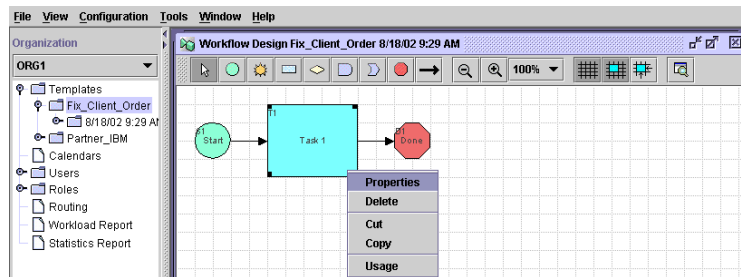 File View Configuration Tools Window Help
Organization
ORG1
Templates
Fix_Client_Order
8/18/02 9:29 A
Partner_IBM
Calendars
Users
Roles
Routing
Workload Report
Statistics Report
Workflow Design Fix_Client_Order 8/18/02 9:29 AM
100%
S1
Start
T1
Task 1
D1
Done
Properties
Delete
Cut
Copy
Usage